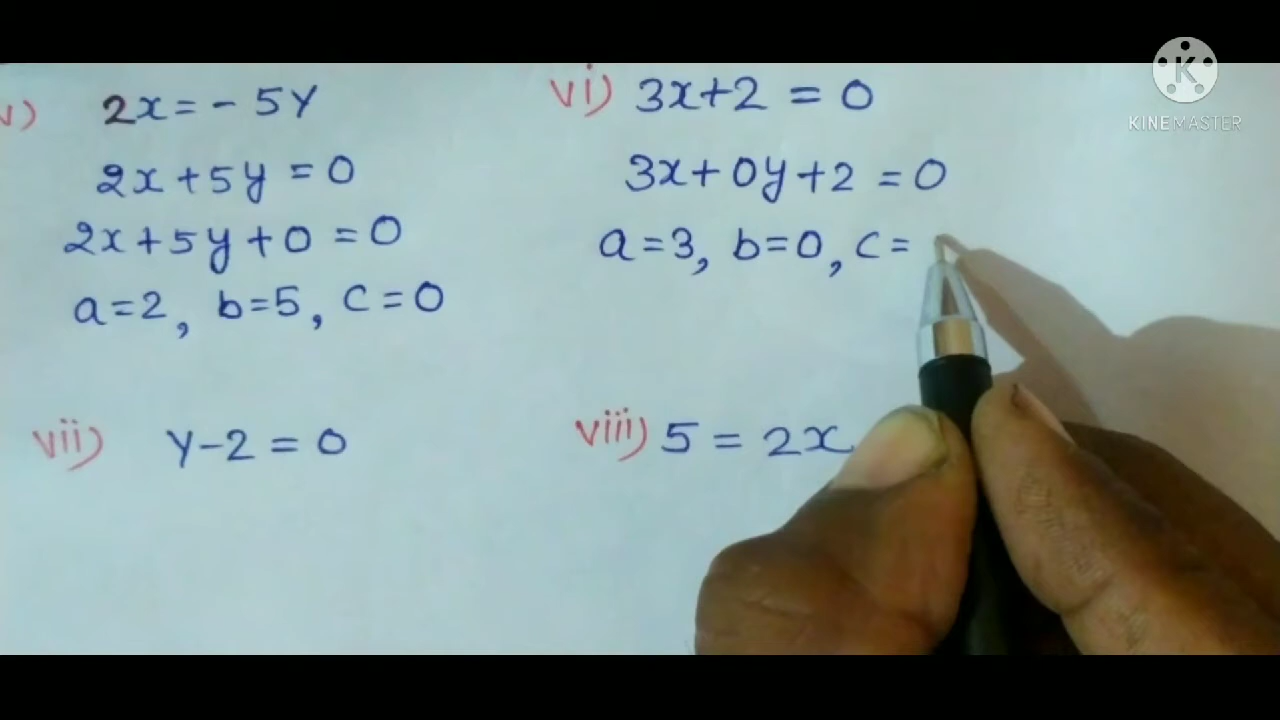 v) 2x = - 5Y
2x + 5y = 0
2x + 5y + 0 = 0
a = 2, b = 5, c = 0
vi) 3x + 2 = 0
3x + 0y + 2 = 0
a = 3, b = 0, c =
vii) Y - 2 = 0
viii) 5 = 2x
K
KINEMASTER